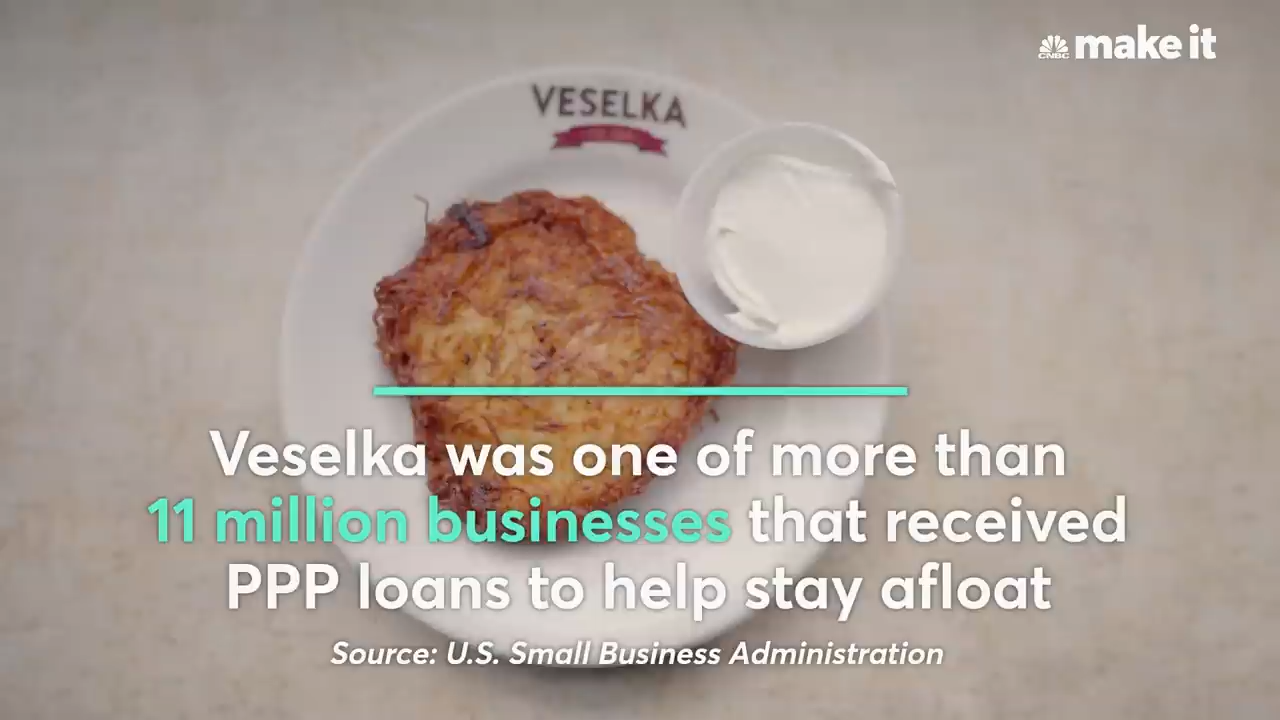 CNBC make it
VESELKA
Veselka was one of more than
11 million businesses that received
PPP loans to help stay afloat
Source: U.S. Small Business Administration